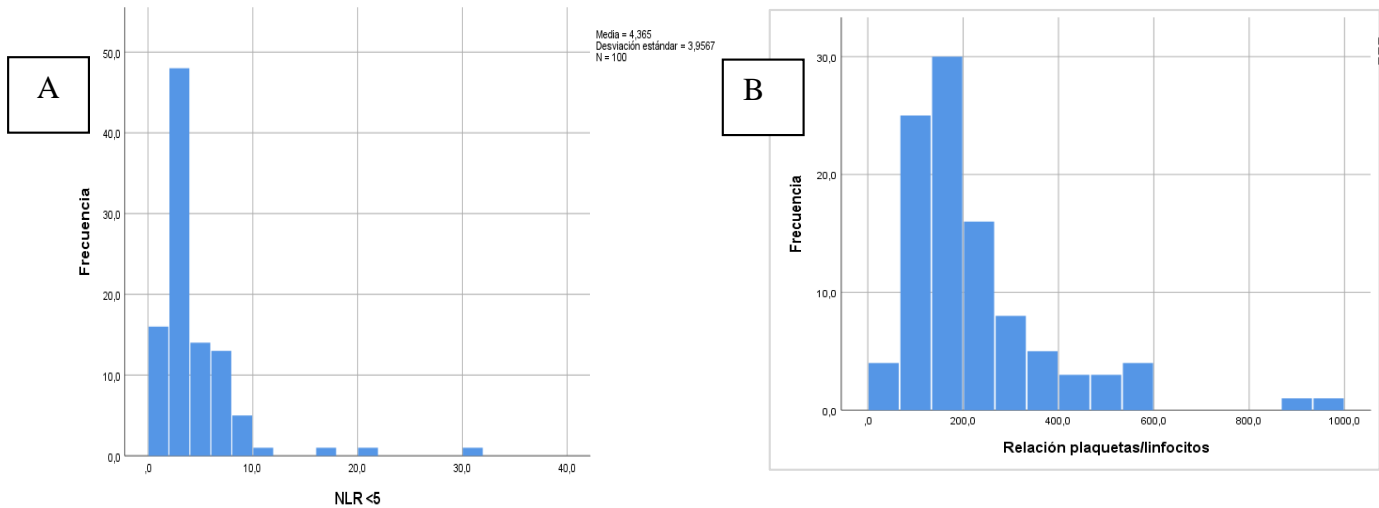 A
50,0
40,0
30,0
20,0
10,0
0,0
Frecuencia
,0
10,0
20,0
30,0
40,0
NLR <5
Media = 4,365
Desviación estándar = 3,9567
N = 100
B
30,0
20,0
10,0
0,0
Frecuencia
,0
200,0
400,0
600,0
800,0
1000,0
Relación plaquetas/linfocitos